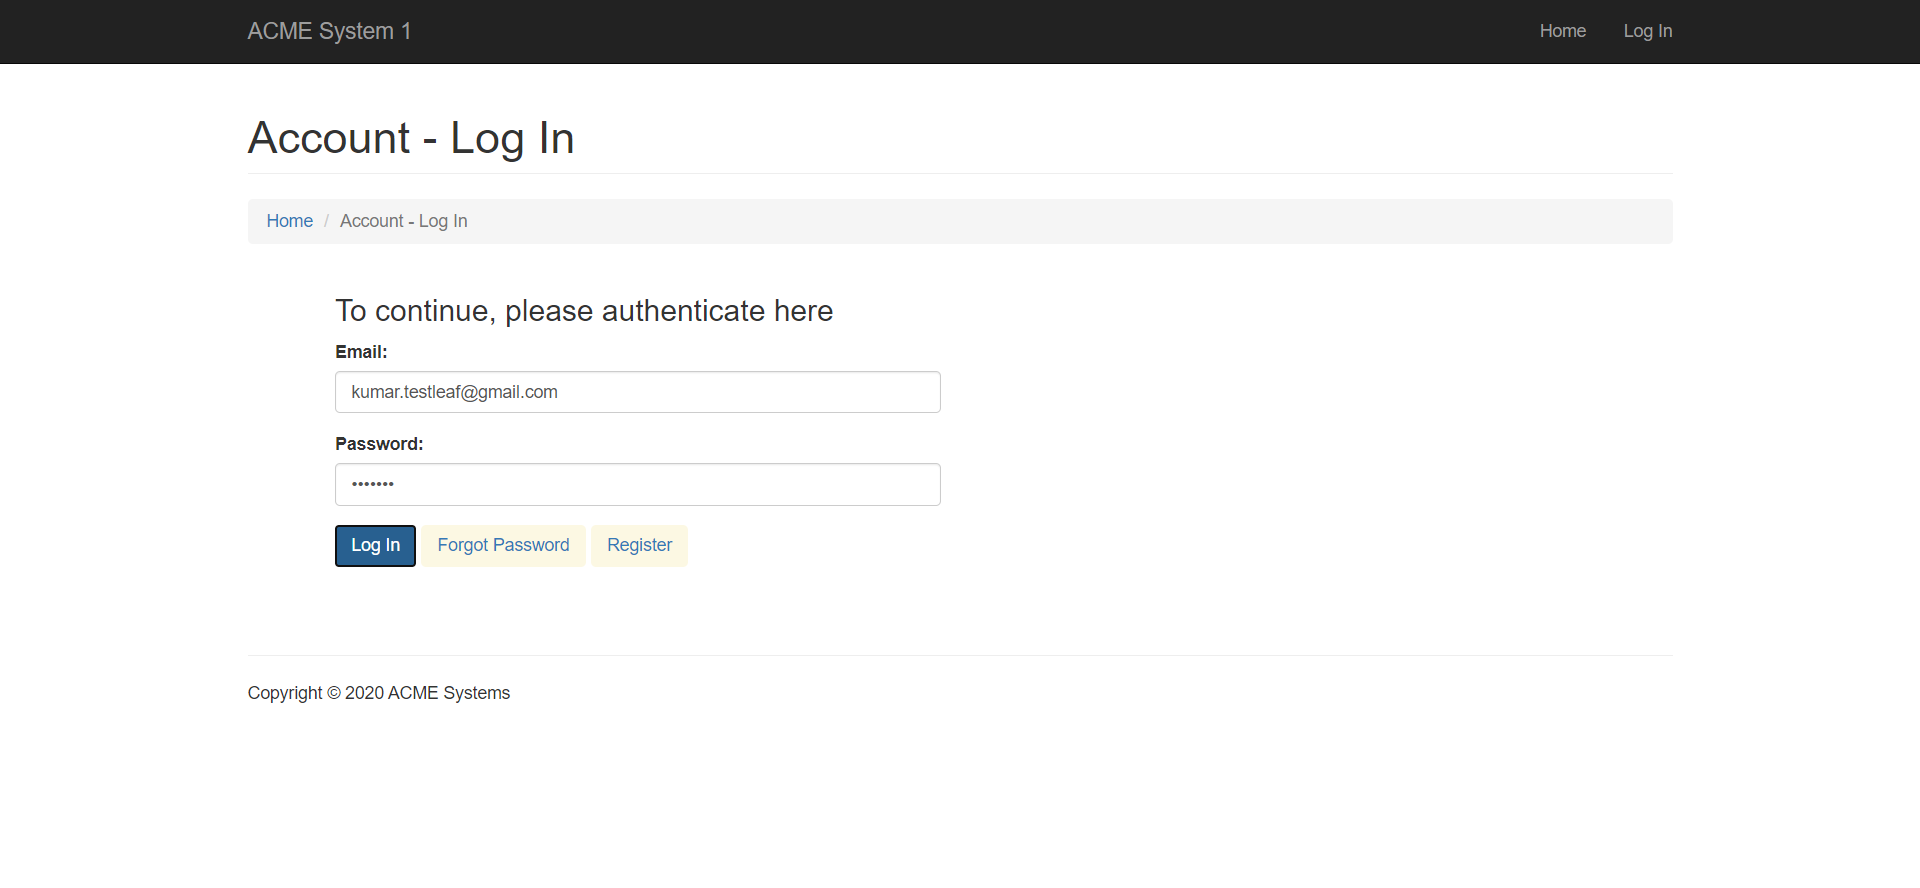 ACME System 1 Home Log In
Account - Log In
Home / Account - Log In
To continue, please authenticate here
Email:
kumar.testleaf@gmail.com
Password:
•••••••
Log In Forgot Password Register
Copyright © 2020 ACME Systems